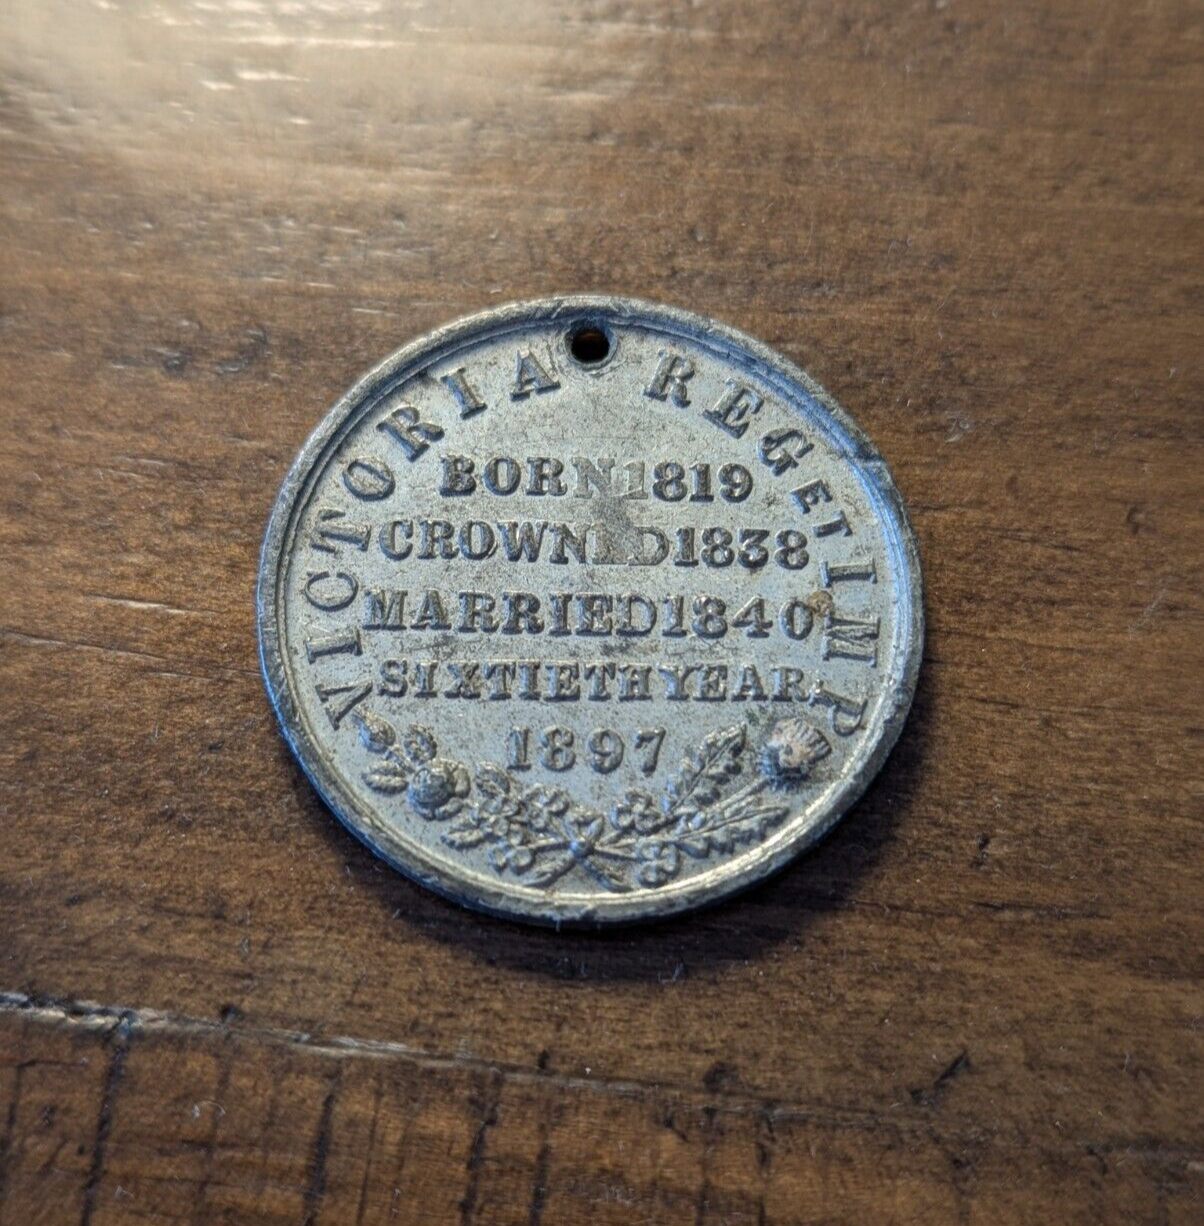 VICTORIA REG ET IMP
BORN 1819
CROWNED 1838
MARRIED 1840
SIXTIETH YEAR
1897